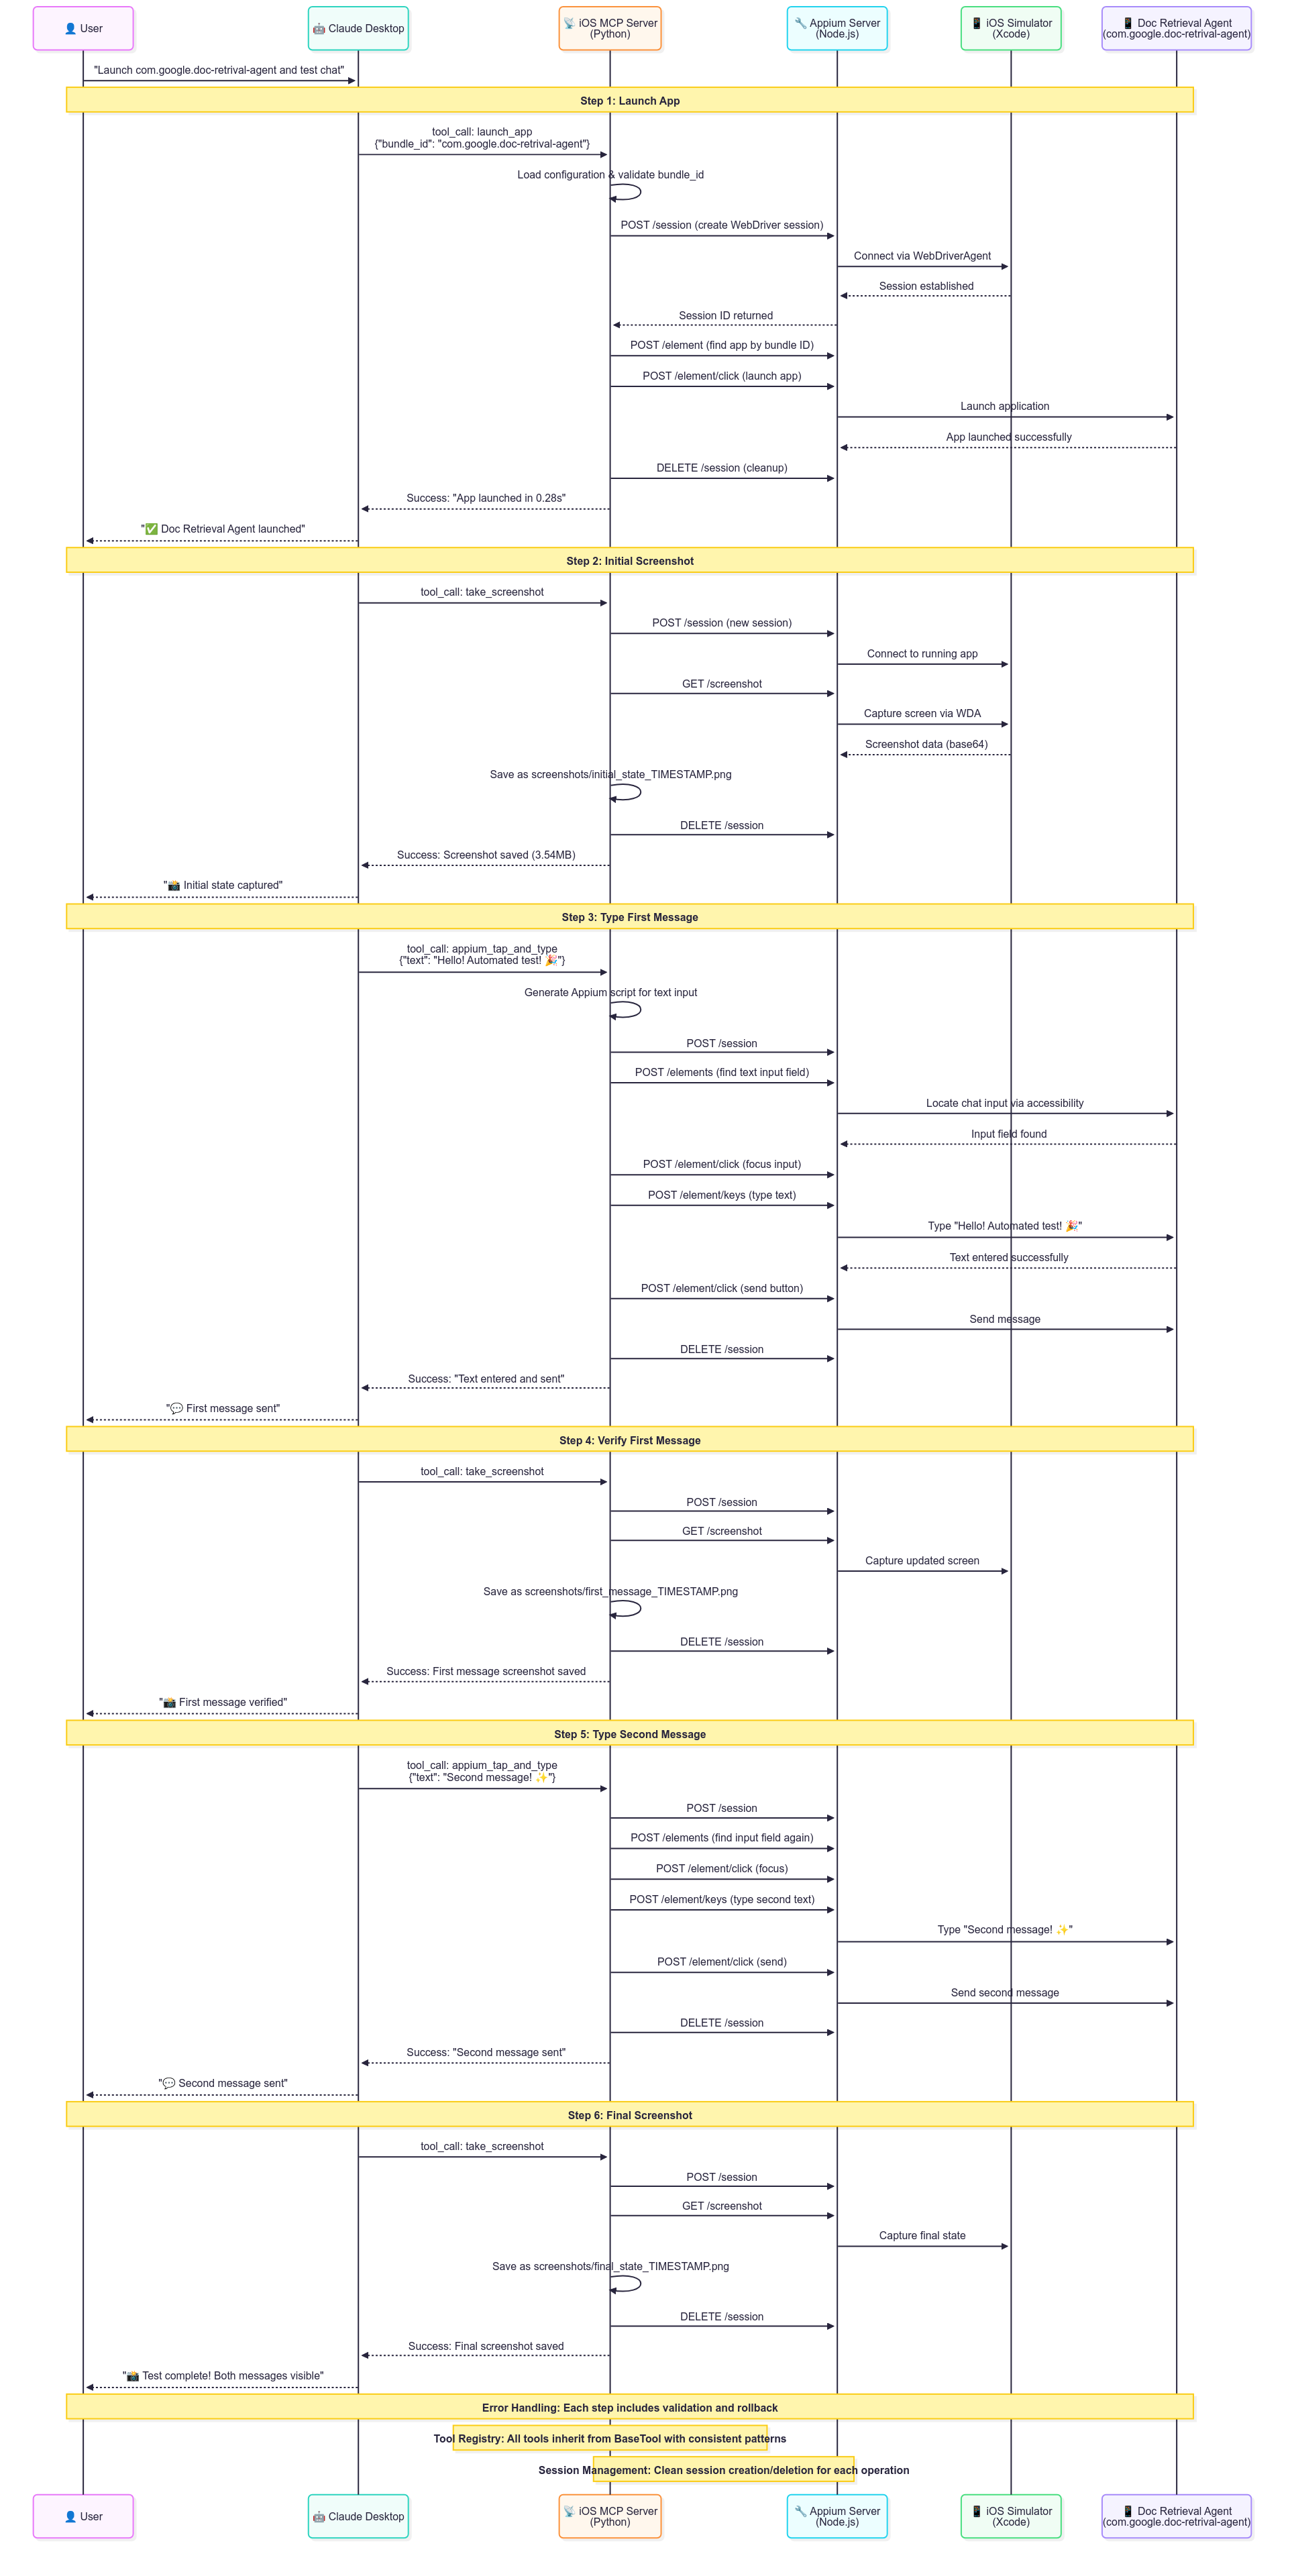 👤 User
🤖 Claude Desktop
📡 iOS MCP Server
(Python)
🔧 Appium Server
(Node.js)
📱 iOS Simulator
(Xcode)
📱 Doc Retrieval Agent
(com.google.doc-retrival-agent)
"Launch com.google.doc-retrival-agent and test chat"
Step 1: Launch App
tool_call: launch_app
{"bundle_id": "com.google.doc-retrival-agent"}
Load configuration & validate bundle_id
POST /session (create WebDriver session)
Connect via WebDriverAgent
Session established
Session ID returned
POST /element (find app by bundle ID)
POST /element/click (launch app)
Launch application
App launched successfully
DELETE /session (cleanup)
Success: "App launched in 0.28s"
"✅ Doc Retrieval Agent launched"
Step 2: Initial Screenshot
tool_call: take_screenshot
POST /session (new session)
Connect to running app
GET /screenshot
Capture screen via WDA
Screenshot data (base64)
Save as screenshots/initial_state_TIMESTAMP.png
DELETE /session
Success: Screenshot saved (3.54MB)
"📸 Initial state captured"
Step 3: Type First Message
tool_call: appium_tap_and_type
{"text": "Hello! Automated test! 🎉"}
Generate Appium script for text input
POST /session
POST /elements (find text input field)
Locate chat input via accessibility
Input field found
POST /element/click (focus input)
POST /element/keys (type text)
Type "Hello! Automated test! 🎉"
Text entered successfully
POST /element/click (send button)
Send message
DELETE /session
Success: "Text entered and sent"
"💬 First message sent"
Step 4: Verify First Message
tool_call: take_screenshot
POST /session
GET /screenshot
Capture updated screen
Save as screenshots/first_message_TIMESTAMP.png
DELETE /session
Success: First message screenshot saved
"📸 First message verified"
Step 5: Type Second Message
tool_call: appium_tap_and_type
{"text": "Second message! ✨"}
POST /session
POST /elements (find input field again)
POST /element/click (focus)
POST /element/keys (type second text)
Type "Second message! ✨"
POST /element/click (send)
Send second message
DELETE /session
Success: "Second message sent"
"💬 Second message sent"
Step 6: Final Screenshot
tool_call: take_screenshot
POST /session
GET /screenshot
Capture final state
Save as screenshots/final_state_TIMESTAMP.png
DELETE /session
Success: Final screenshot saved
"📸 Test complete! Both messages visible"
Error Handling: Each step includes validation and rollback
Tool Registry: All tools inherit from BaseTool with consistent patterns
Session Management: Clean session creation/deletion for each operation
👤 User
🤖 Claude Desktop
📡 iOS MCP Server
(Python)
🔧 Appium Server
(Node.js)
📱 iOS Simulator
(Xcode)
📱 Doc Retrieval Agent
(com.google.doc-retrival-agent)